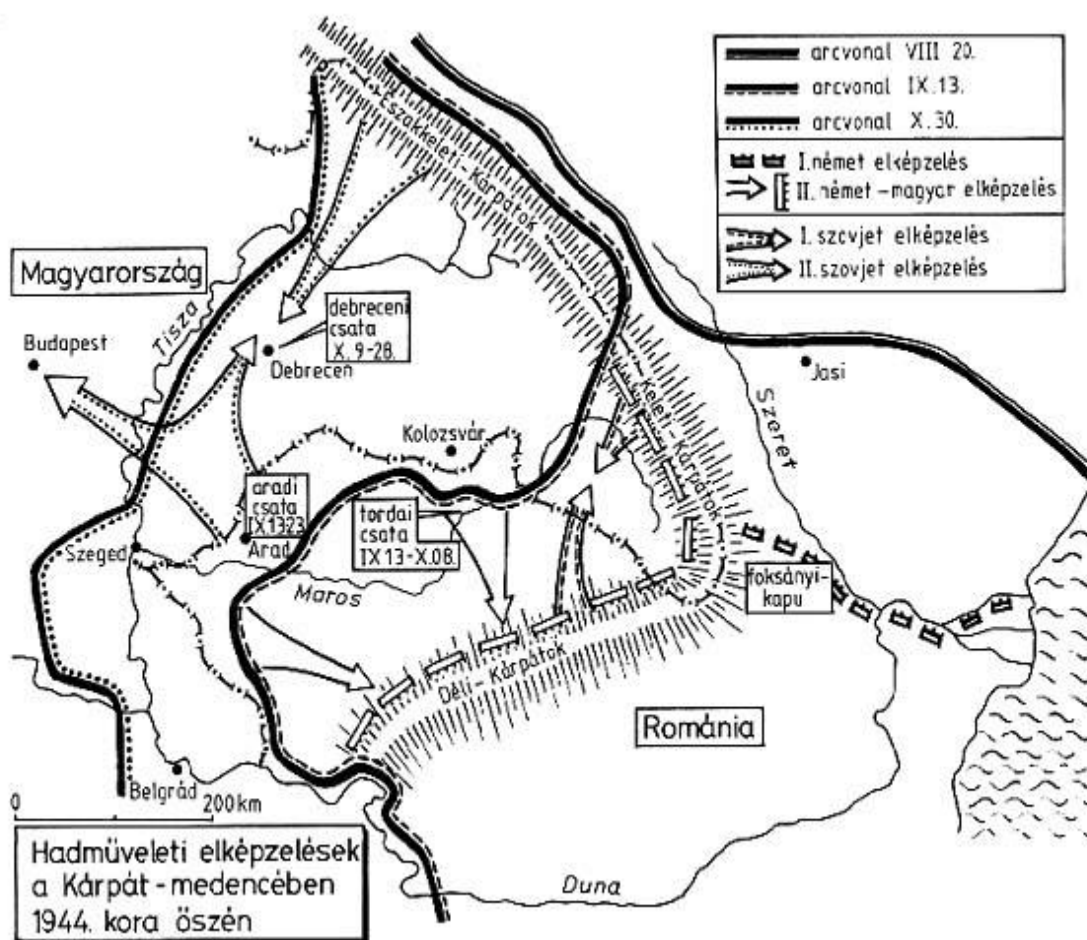 arcvonal VIII 20.
arcvonal IX.13.
arcvonal X.30.
I.német elképzelés
II.német-magyar elképzelés
I. szcvjet elképzelés
II. szovjet elképzelés
Északkeleti-Kárpátok
Magyarország
Tisza
Budapest
debreceni
csata
X. 9-28.
Debrecen
Jasi
Szeret
Kelet-Kárpátok
Kolozsvár
aradi
csata
IX.13-23
Arad
tordai
csata
IX 13-X.08.
Szeged
Maros
foksányi-
kapu
Déli-Kárpátok
Románia
Belgrád
0 200km
Duna
Hadműveleti elképzelések
a Kárpát-medencében
1944. kora őszén